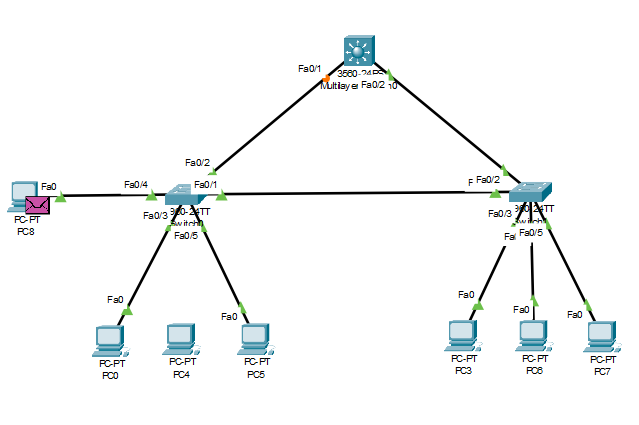 Fa0/1
3560-24PS
Fa0/2
Fa0/2
Fa0
Fa0/4
Fa0/1
Fa0/2
PC-PT
PC8
Fa0/3
Fa0/5
Fa0/3
Fa0/5
Fa0
Fa0
Fa0
Fa0
Fa0
PC-PT
PC0
PC-PT
PC4
PC-PT
PC5
PC-PT
PC3
PC-PT
PC6
PC-PT
PC7